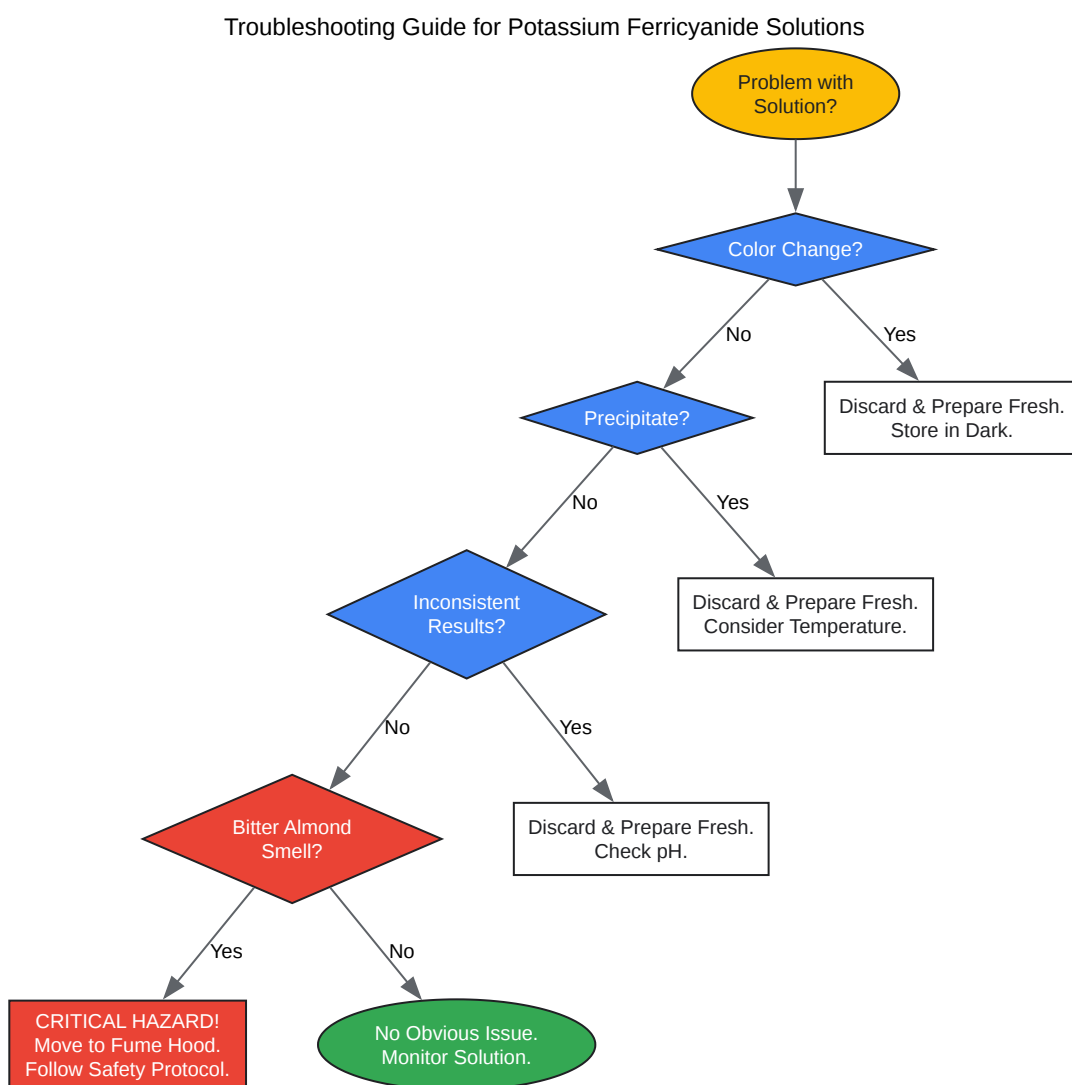 Troubleshooting Guide for Potassium Ferricyanide Solutions
Problem with
Solution?
Color Change?
No
Yes
Precipitate?
Discard & Prepare Fresh.
Store in Dark.
No
Yes
Inconsistent
Results?
Discard & Prepare Fresh.
Consider Temperature.
No
Yes
Bitter Almond
Smell?
Discard & Prepare Fresh.
Check pH.
Yes
No
CRITICAL HAZARD!
Move to Fume Hood.
Follow Safety Protocol.
No Obvious Issue.
Monitor Solution.